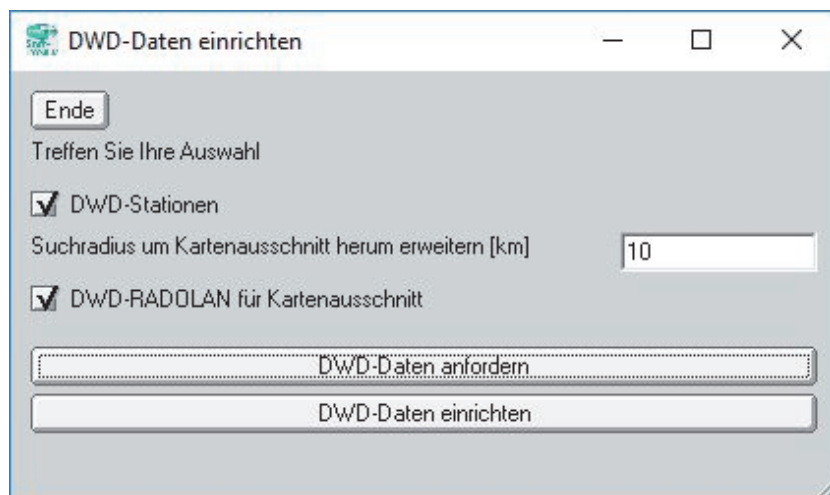 DWD-Daten einrichten
Ende
Treffen Sie Ihre Auswahl
DWD-Stationen
Suchradius um Kartenausschnitt herum erweitern [km]
10
DWD-RADOLAN für Kartenausschnitt
DWD-Daten anfordern
DWD-Daten einrichten